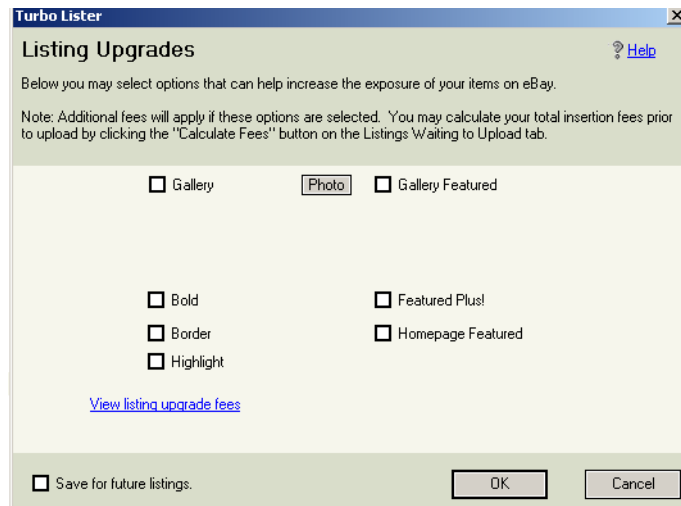 Turbo Lister
Listing Upgrades
? Help
Below you may select options that can help increase the exposure of your items on eBay.
Note: Additional fees will apply if these options are selected. You may calculate your total insertion fees prior
to upload by clicking the "Calculate Fees" button on the Listings Waiting to Upload tab.
Gallery Photo Gallery Featured
Bold Featured Plus!
Border Homepage Featured
Highlight
View listing upgrade fees
Save for future listings. OK Cancel